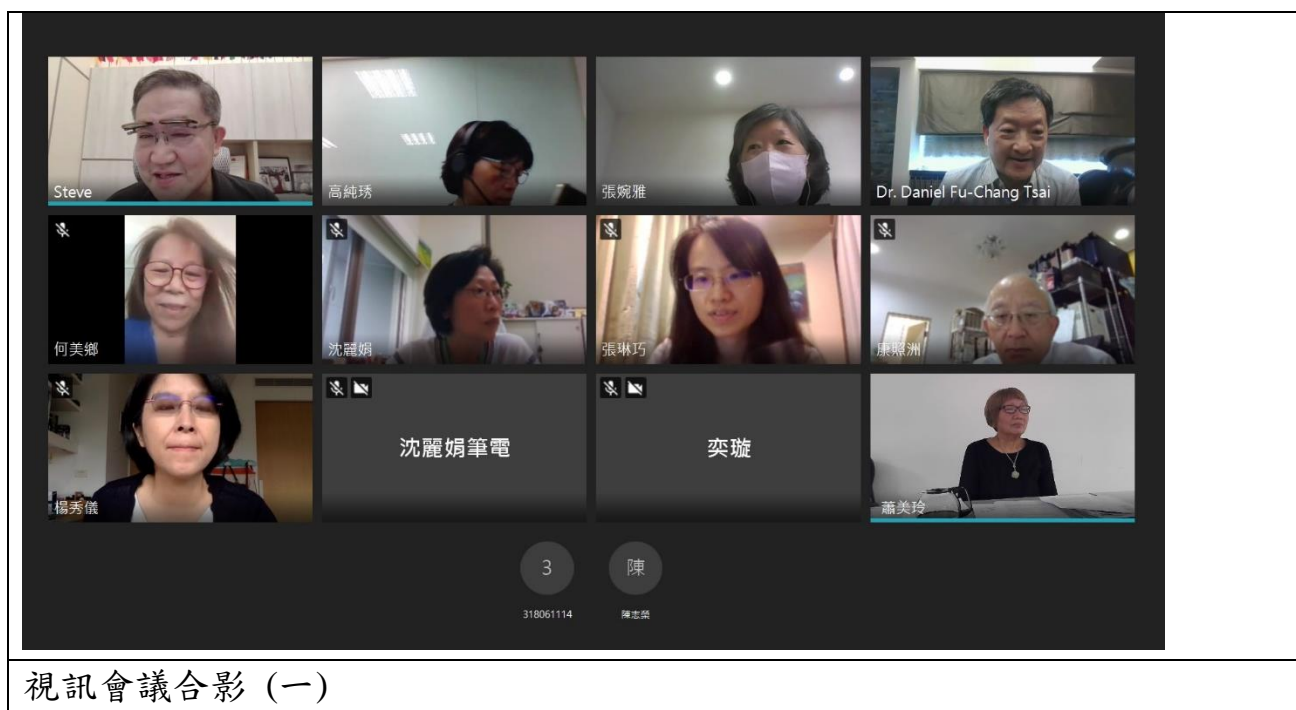 Steve
高純琇
張婉雅
Dr. Daniel Fu-Chang Tsai
何美鄉
沈麗娟
張琳巧
康照洲
楊秀儀
沈麗娟筆電
奕璇
蕭美玲
3
陳
318061114
陳志榮
視訊會議合影 (一)